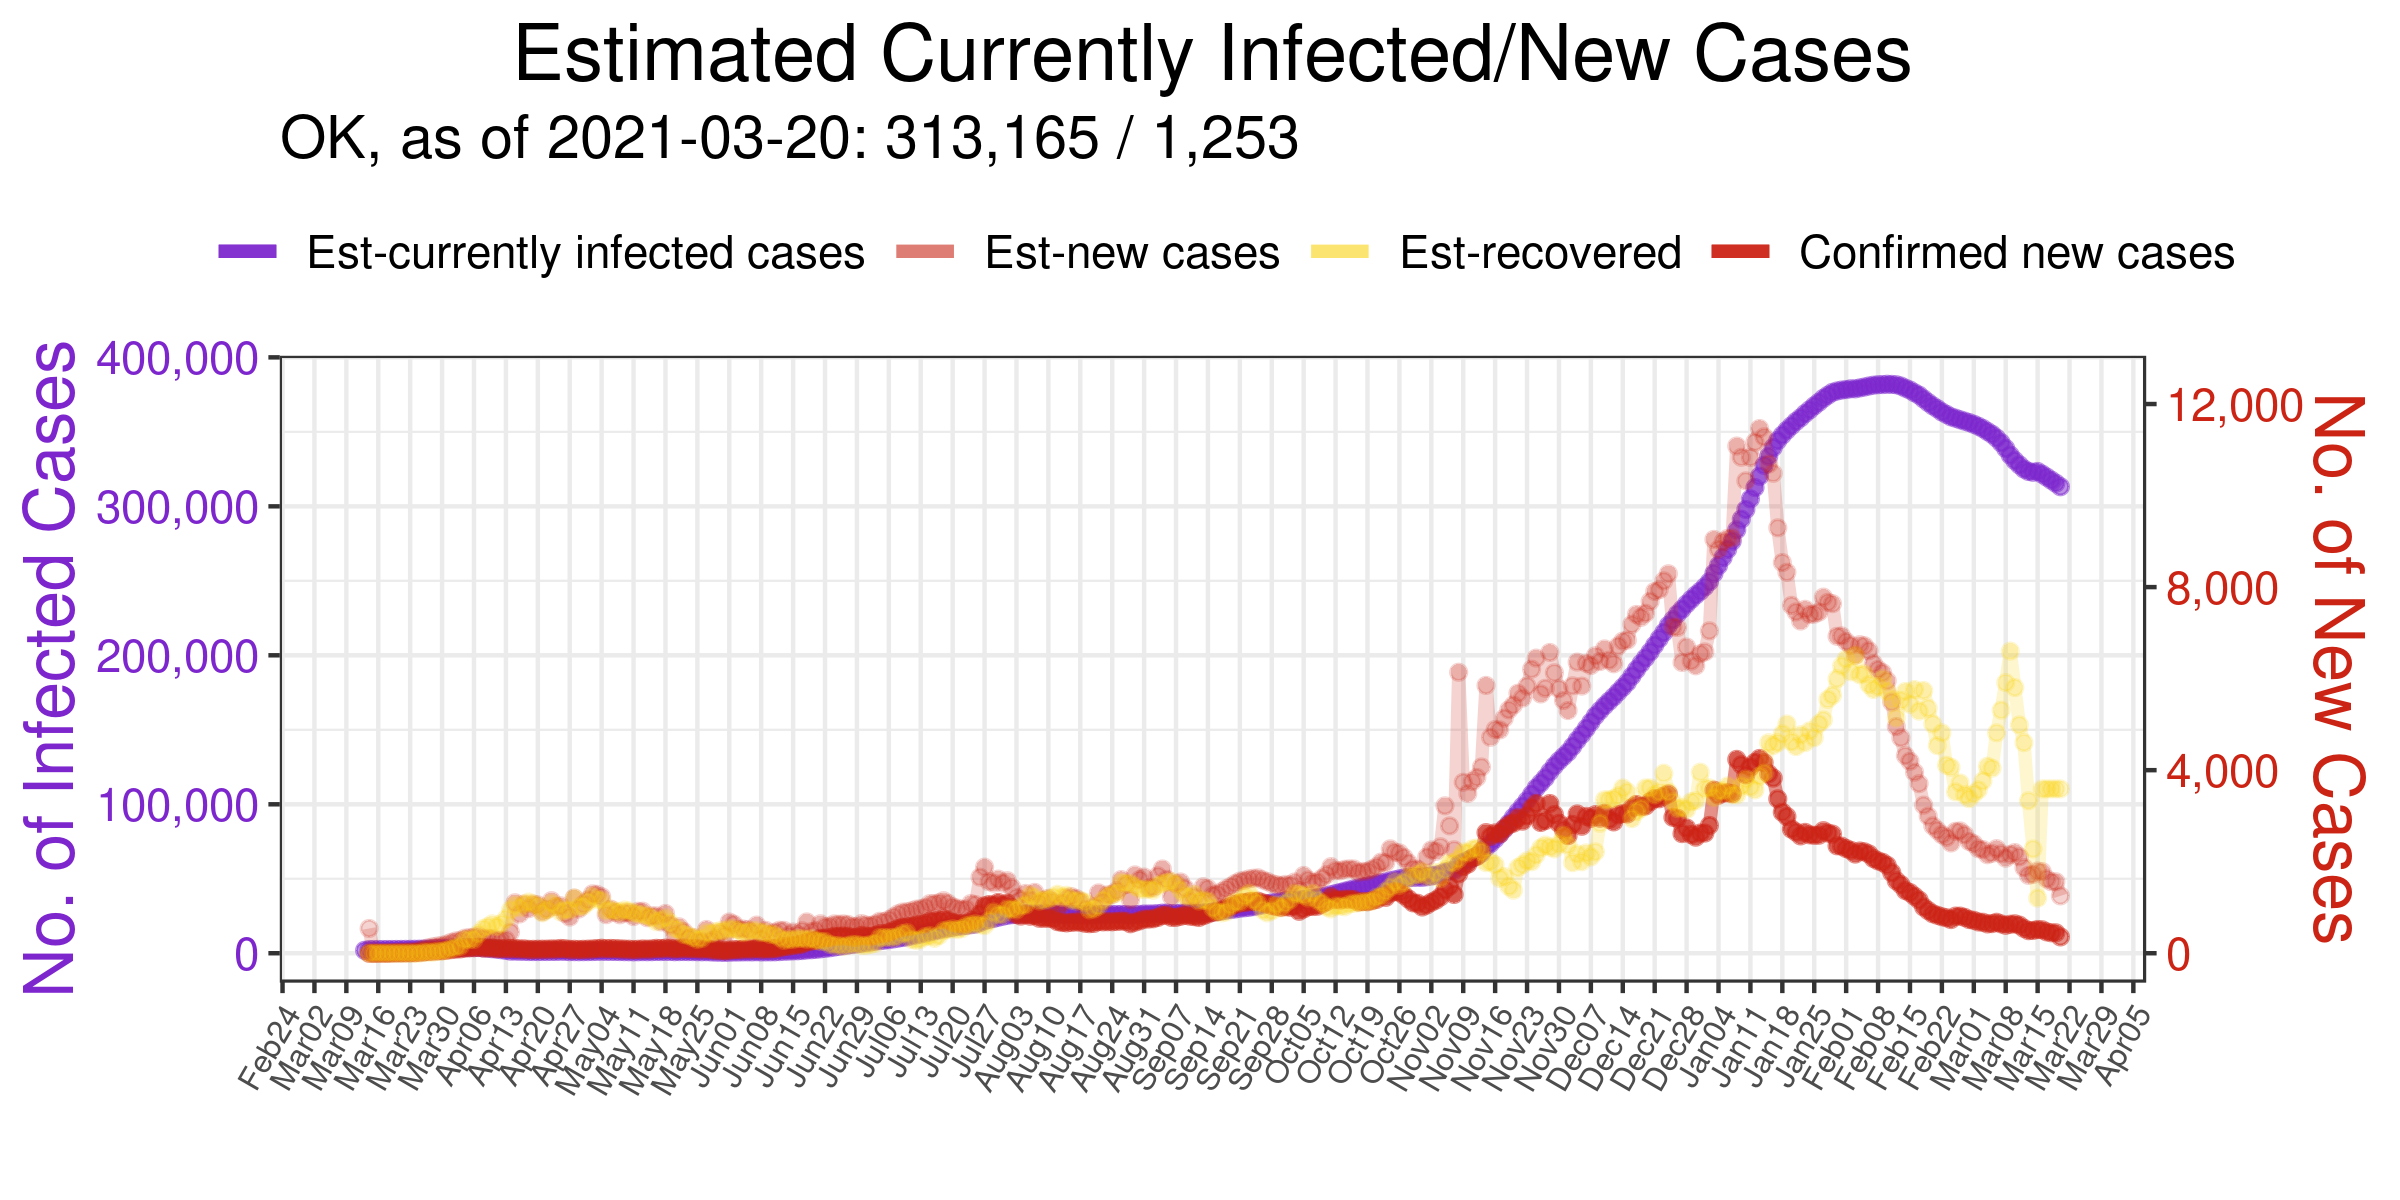 Estimated Currently Infected/New Cases
OK, as of 2021-03-20: 313,165 / 1,253
Est-currently infected cases
Est-new cases
Est-recovered
Confirmed new cases
No. of Infected Cases
400,000
300,000
200,000
100,000
0
12,000
8,000
4,000
0
No. of New Cases
Feb24
Mar02
Mar09
Mar16
Mar23
Mar30
Apr06
Apr13
Apr20
Apr27
May04
May11
May18
May25
Jun01
Jun08
Jun15
Jun22
Jun29
Jul06
Jul13
Jul20
Jul27
Aug03
Aug10
Aug17
Aug24
Aug31
Sep07
Sep14
Sep21
Sep28
Oct05
Oct12
Oct19
Oct26
Nov02
Nov09
Nov16
Nov23
Nov30
Dec07
Dec14
Dec21
Dec28
Jan04
Jan11
Jan18
Jan25
Feb01
Feb08
Feb15
Feb22
Mar01
Mar08
Mar15
Mar22
Mar29
Apr05